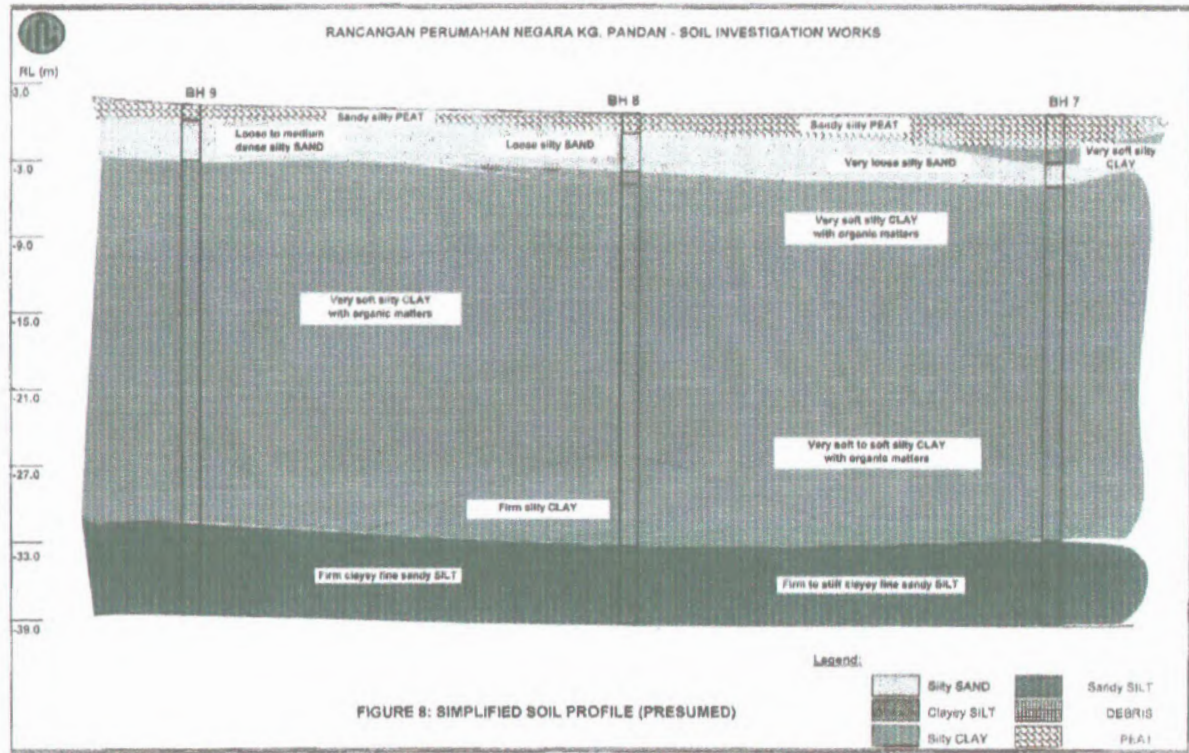 RANCANGAN PERUMAHAN NEGARA KG. PANDAN - SOIL INVESTIGATION WORKS
RL (m)
3.0
-3.0
-9.0
-15.0
-21.0
-27.0
-33.0
-39.0
BH 9
BH 8
BH 7
Sandy silty PEAT
Sandy silty PEAT
Loose to medium
dense silty SAND
Loose silty SAND
Very loose silty SAND
Very soft silty
CLAY
Very soft silty CLAY
with organic matters
Very soft silty CLAY
with organic matters
Very soft to soft silty CLAY
with organic matters
Firm silty CLAY
Firm clayey fine sandy SILT
Firm to stiff clayey fine sandy SILT
Legend:
Silty SAND
Clayey SILT
Silty CLAY
Sandy SILT
DEBRIS
PEAT
FIGURE 8: SIMPLIFIED SOIL PROFILE (PRESUMED)